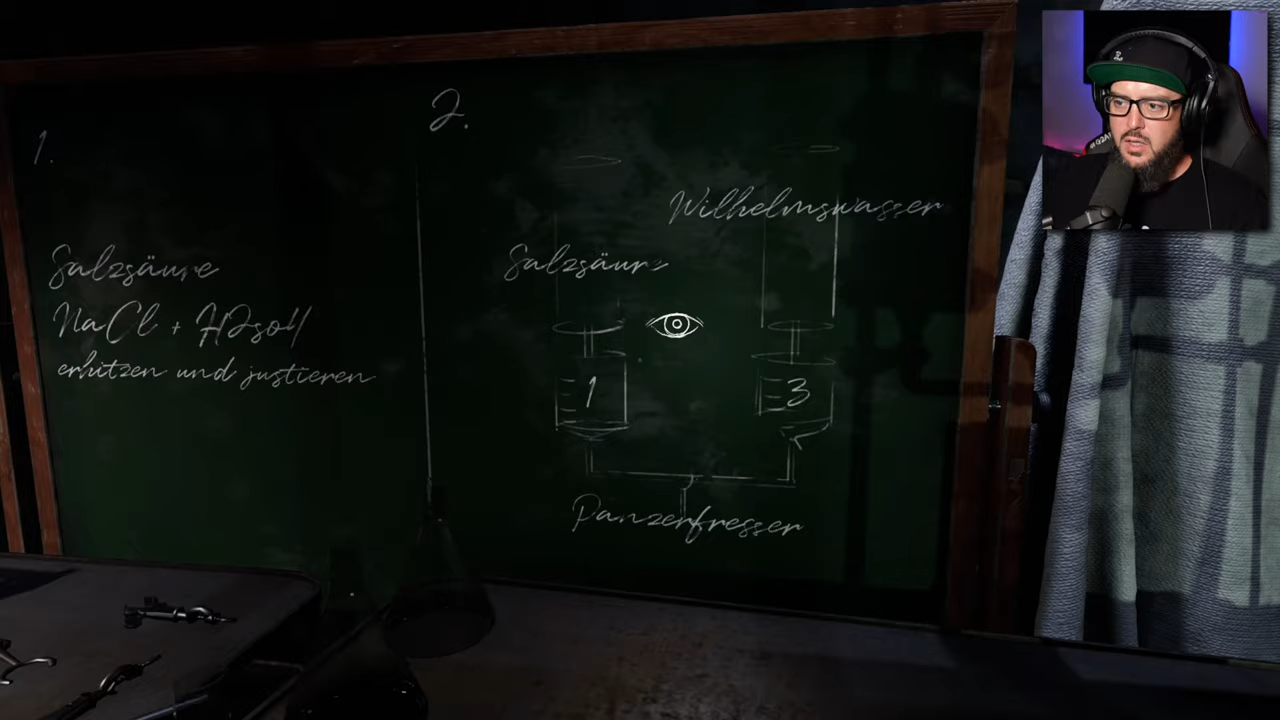 1.
Salzsäure
NaCl + H2so4
erhitzen und justieren
2.
Wilhelmswasser
Salzsäure
1
3
Panzerfresser